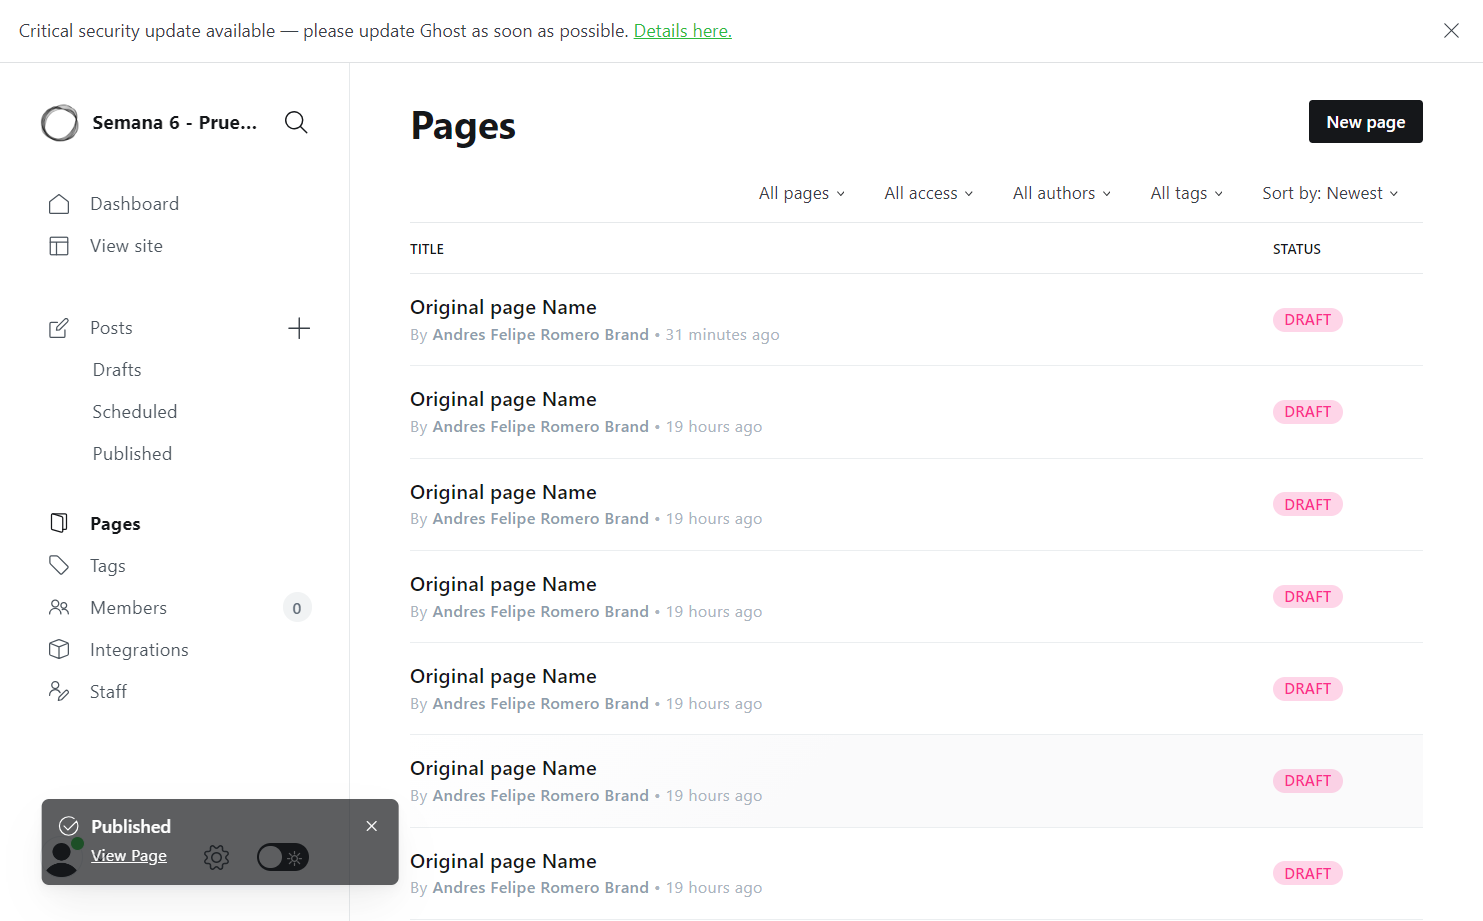 Critical security update available — please update Ghost as soon as possible. Details here.
Semana 6 - Prue...
Dashboard
View site
Posts
Drafts
Scheduled
Published
Pages
Tags
Members
0
Integrations
Staff
Published
View Page
Pages
New page
All pages
All access
All authors
All tags
Sort by: Newest
TITLE
STATUS
Original page Name
By Andres Felipe Romero Brand • 31 minutes ago
DRAFT
Original page Name
By Andres Felipe Romero Brand • 19 hours ago
DRAFT
Original page Name
By Andres Felipe Romero Brand • 19 hours ago
DRAFT
Original page Name
By Andres Felipe Romero Brand • 19 hours ago
DRAFT
Original page Name
By Andres Felipe Romero Brand • 19 hours ago
DRAFT
Original page Name
By Andres Felipe Romero Brand • 19 hours ago
DRAFT
Original page Name
By Andres Felipe Romero Brand • 19 hours ago
DRAFT